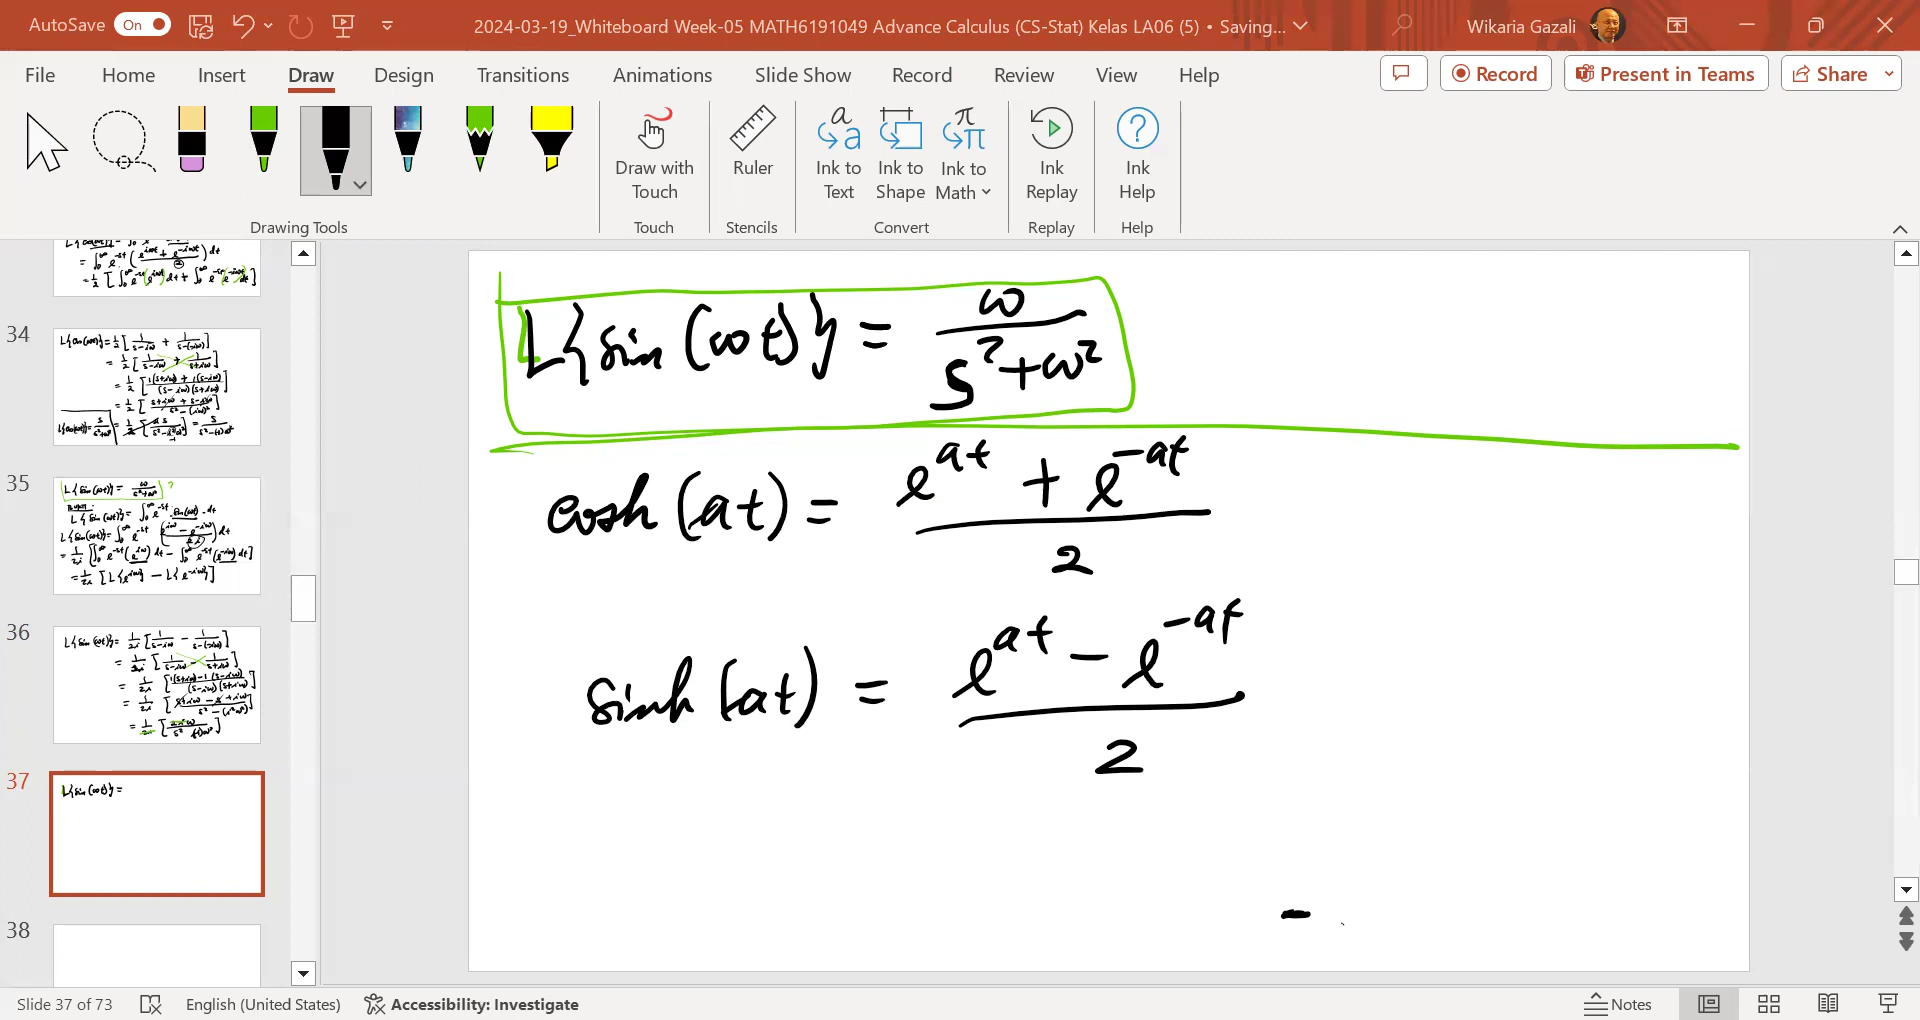 AutoSave On 2024-03-19_Whiteboard Week-05 MATH6191049 Advance Calculus (CS-Stat) Kelas LA06 (5) • Saving... Wikaria Gazali
File Home Insert Draw Design Transitions Animations Slide Show Record Review View Help Record Present in Teams Share
Draw with Touch
Ruler
Ink to Text
Ink to Shape
Ink to Math
Ink Replay
Ink Help
Drawing Tools Touch Stencils Convert Replay Help
34
35
36
37
L{sin(ωt)} =
38
L{sin(ωt)} = ω/(s²+ω²)
cosh(at) = (e^{at} + e^{-at})/2
sinh(at) = (e^{at} - e^{-at})/2
-
Slide 37 of 73 English (United States) Accessibility: Investigate Notes